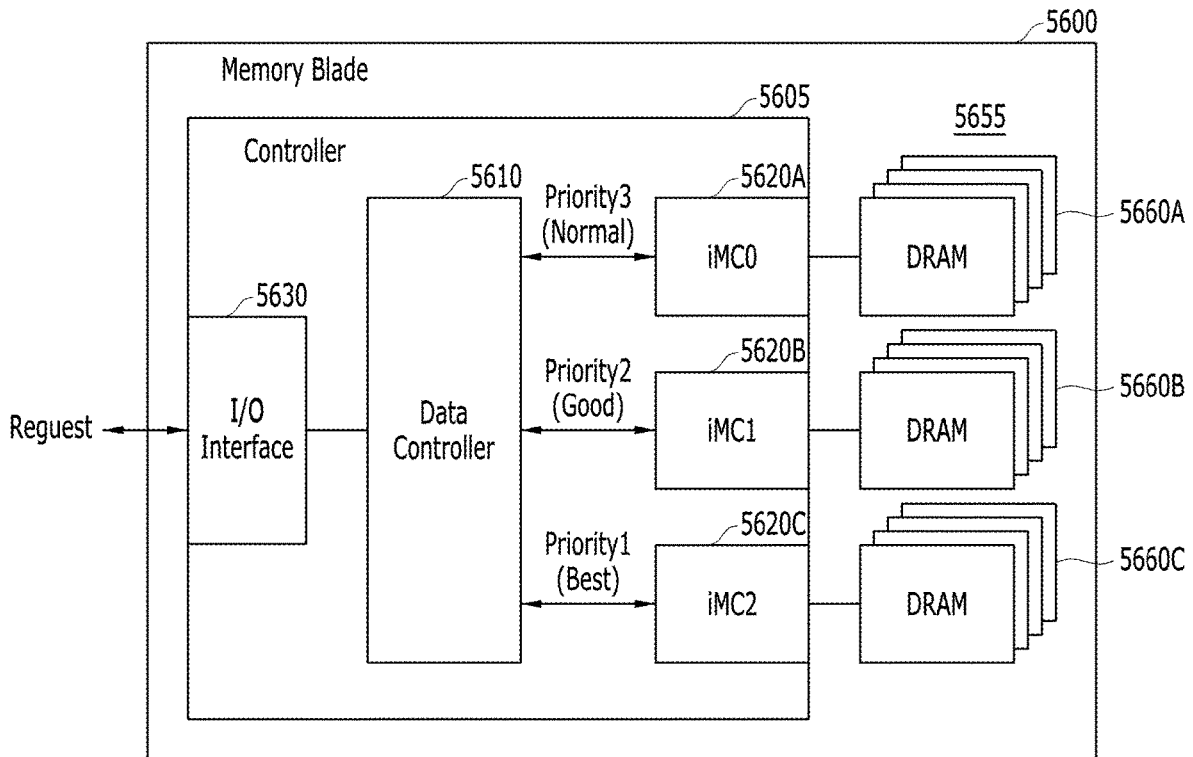 5600
Memory Blade
5605
5655
Controller
5610
5620A
Priority3
(Normal)
iMC0
DRAM
5660A
5630
5620B
Priority2
(Good)
iMC1
DRAM
5660B
Reguest
I/O
Interface
Data
Controller
5620C
Priority1
(Best)
iMC2
DRAM
5660C